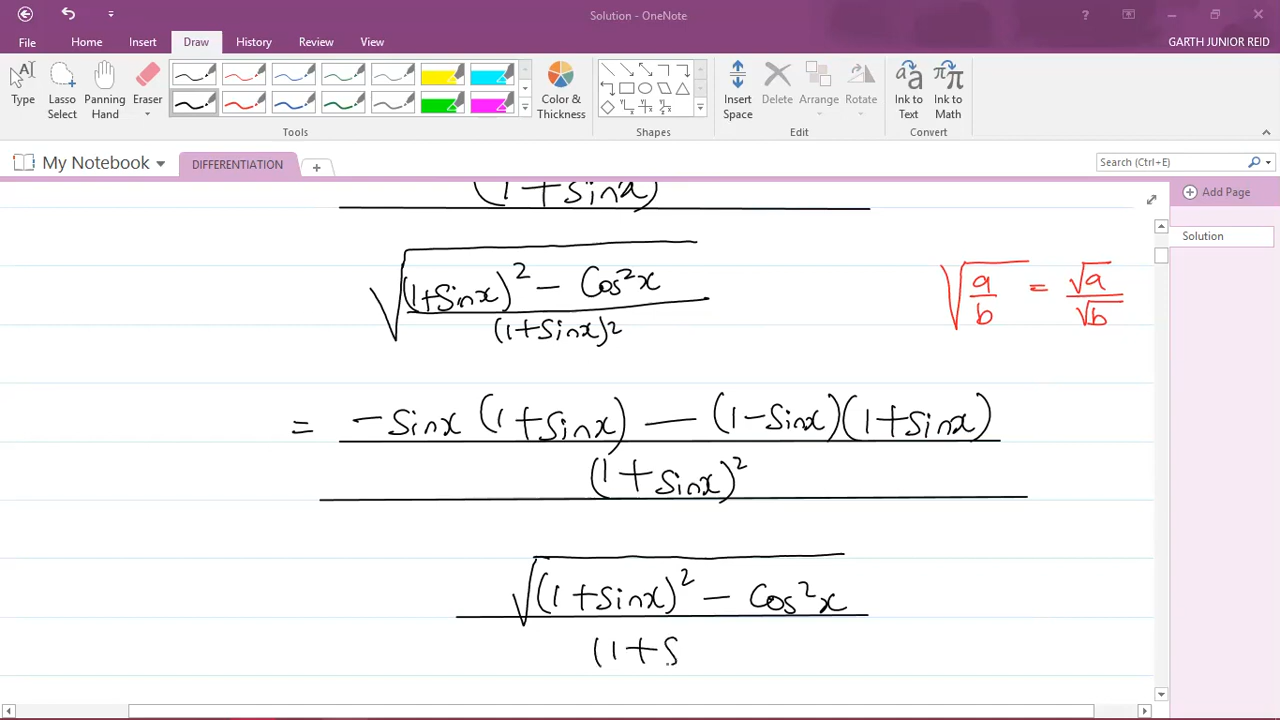 Solution - OneNote
?
GARTH JUNIOR REID
File Home Insert Draw History Review View
Type
Lasso Select
Panning Hand
Eraser
Color & Thickness
Insert Space
Delete
Arrange
Rotate
Ink to Text
Ink to Math
Tools
Shapes
Edit
Convert
My Notebook
DIFFERENTIATION
Search (Ctrl+E)
Add Page
Solution
(1+Sinx)
√((1+Sinx)² − Cos²x
(1+Sinx)²
√(a/b) = √a/√b
= −Sinx (1+Sinx) − (1−Sinx)(1+Sinx)
(1+Sinx)²
√((1+Sinx)² − Cos²x
(1+S